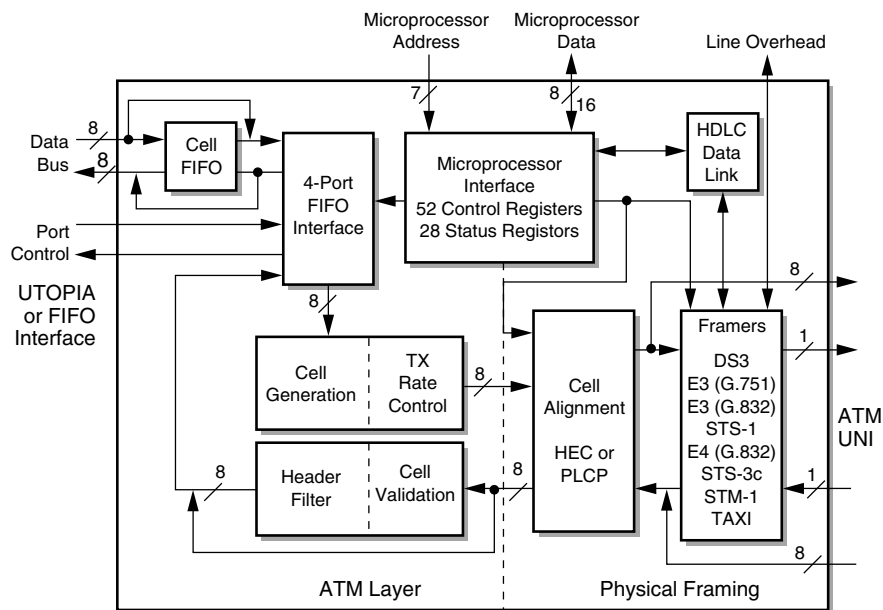 Microprocessor
Address
Microprocessor
Data
Line Overhead
7
8
16
Data
Bus
8
8
Cell
FIFO
4-Port
FIFO
Interface
Microprocessor
Interface
52 Control Registers
28 Status Registors
HDLC
Data
Link
Port
Control
UTOPIA
or FIFO
Interface
8
8
Cell
Generation
TX
Rate
Control
8
Cell
Alignment
HEC or
PLCP
Framers
DS3
E3 (G.751)
E3 (G.832)
STS-1
E4 (G.832)
STS-3c
STM-1
TAXI
1
ATM
UNI
8
Header
Filter
Cell
Validation
8
1
8
ATM Layer
Physical Framing